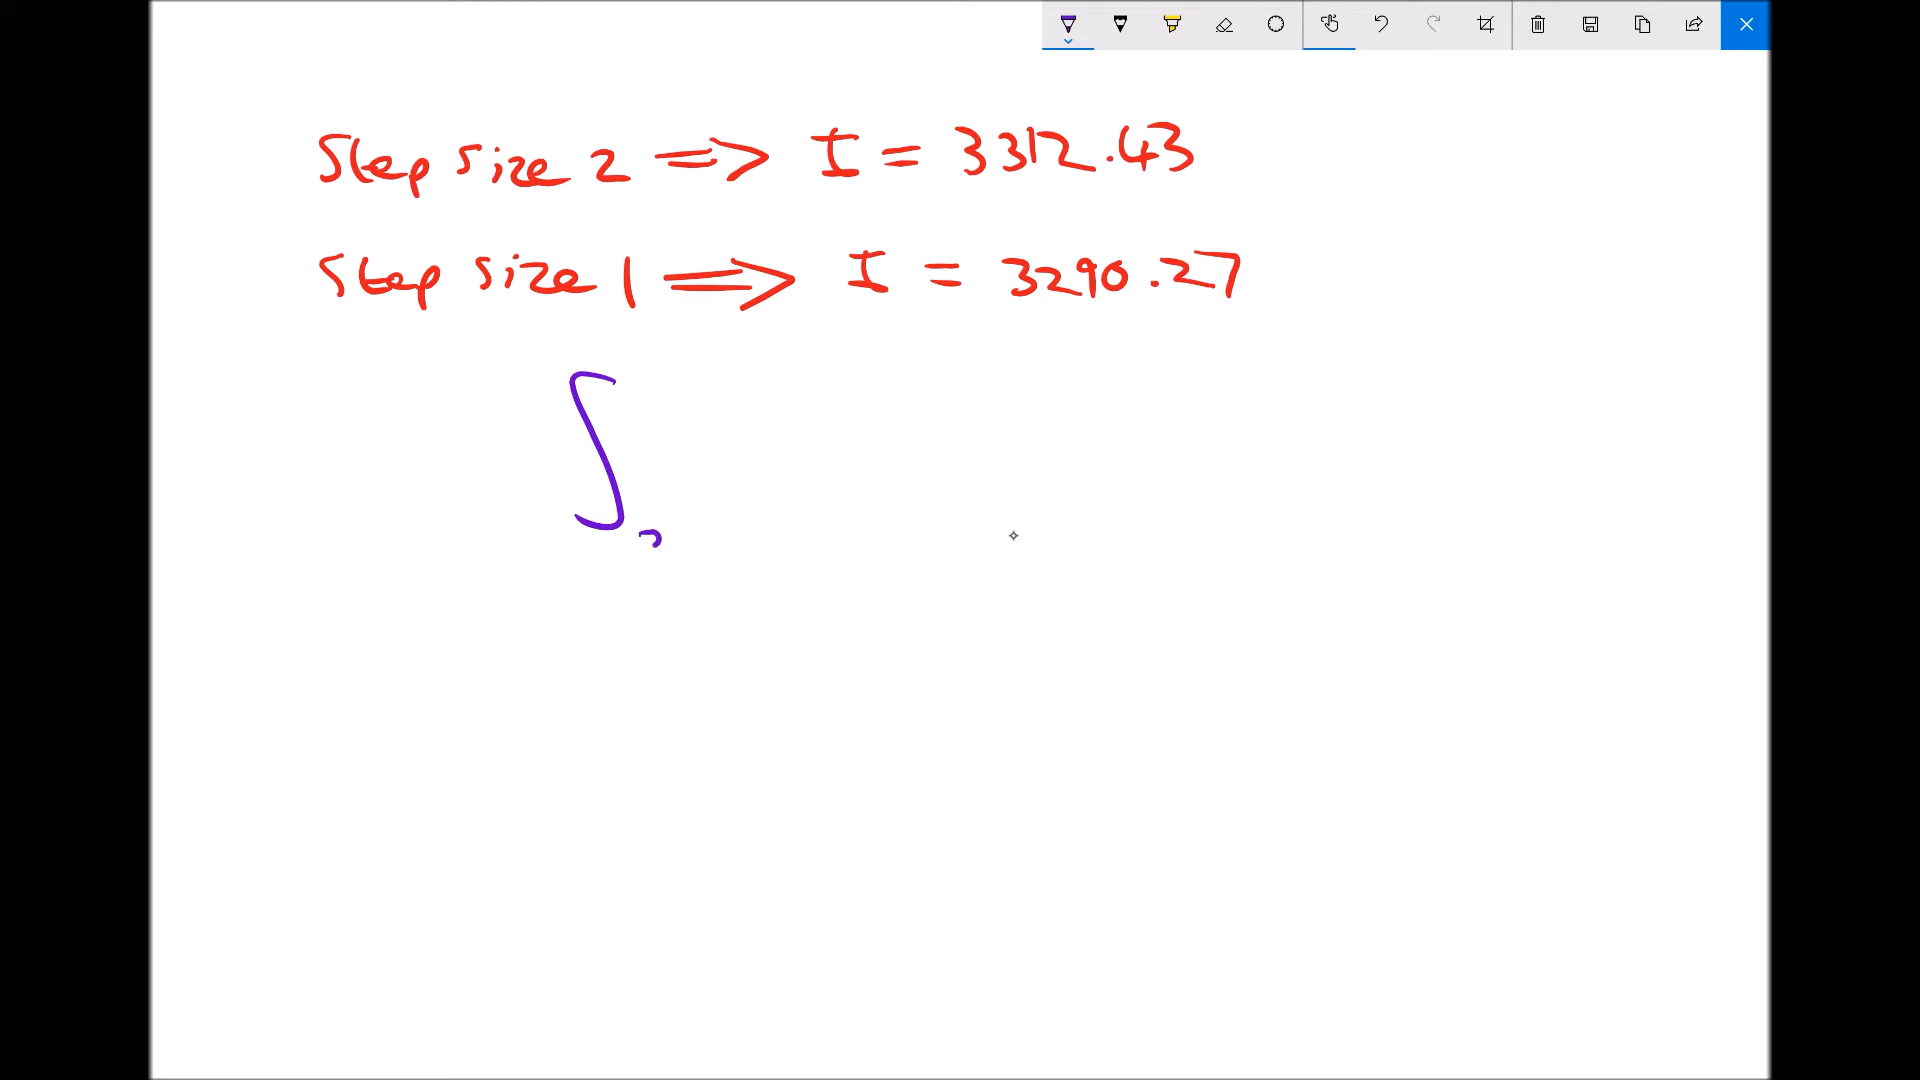 Step size 2 => I = 3312.43
Step size 1 => I = 3290.27
∫